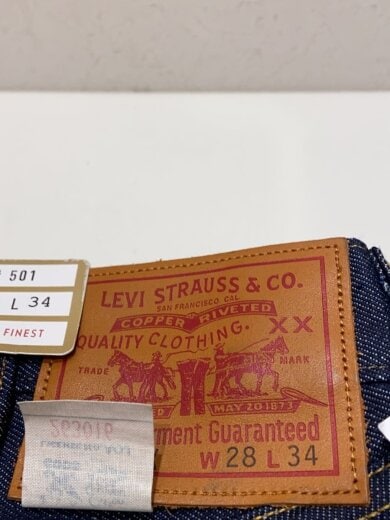 501
L 34
FINEST
LEVI STRAUSS & CO.
SAN FRANCISCO, CAL
COPPER RIVETED
QUALITY CLOTHING. XX
TRADE MARK
MAY 20 1873
ment Guaranteed
W 28 L 34